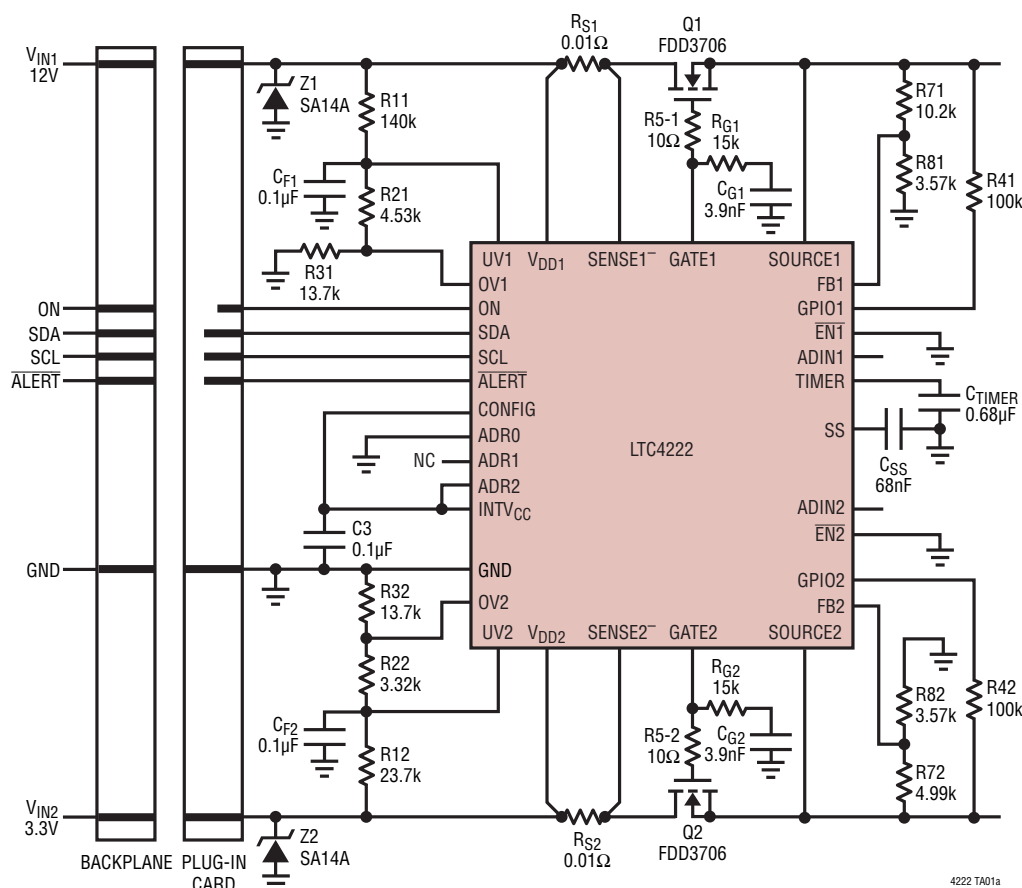 VIN1
12V
Z1
SA14A
R11
140k
RS1
0.01Ω
Q1
FDD3706
R5-1
10Ω
RG1
15k
CG1
3.9nF
R71
10.2k
R81
3.57k
R41
100k
CF1
0.1µF
R21
4.53k
R31
13.7k
UV1
VDD1
SENSE1–
GATE1
SOURCE1
OV1
FB1
ON
ON
GPIO1
SDA
SDA
EN1
SCL
SCL
ADIN1
ALERT
ALERT
TIMER
CTIMER
0.68µF
CONFIG
SS
ADR0
LTC4222
NC
ADR1
CSS
68nF
ADR2
INTVCC
ADIN2
C3
0.1µF
EN2
GND
GND
GPIO2
R32
13.7k
OV2
FB2
UV2
VDD2
SENSE2–
GATE2
SOURCE2
R22
3.32k
RG2
15k
R82
3.57k
R42
100k
CF2
0.1µF
R12
23.7k
R5-2
10Ω
CG2
3.9nF
R72
4.99k
VIN2
3.3V
Z2
SA14A
RS2
0.01Ω
Q2
FDD3706
BACKPLANE
PLUG-IN
CARD
4222 TA01a